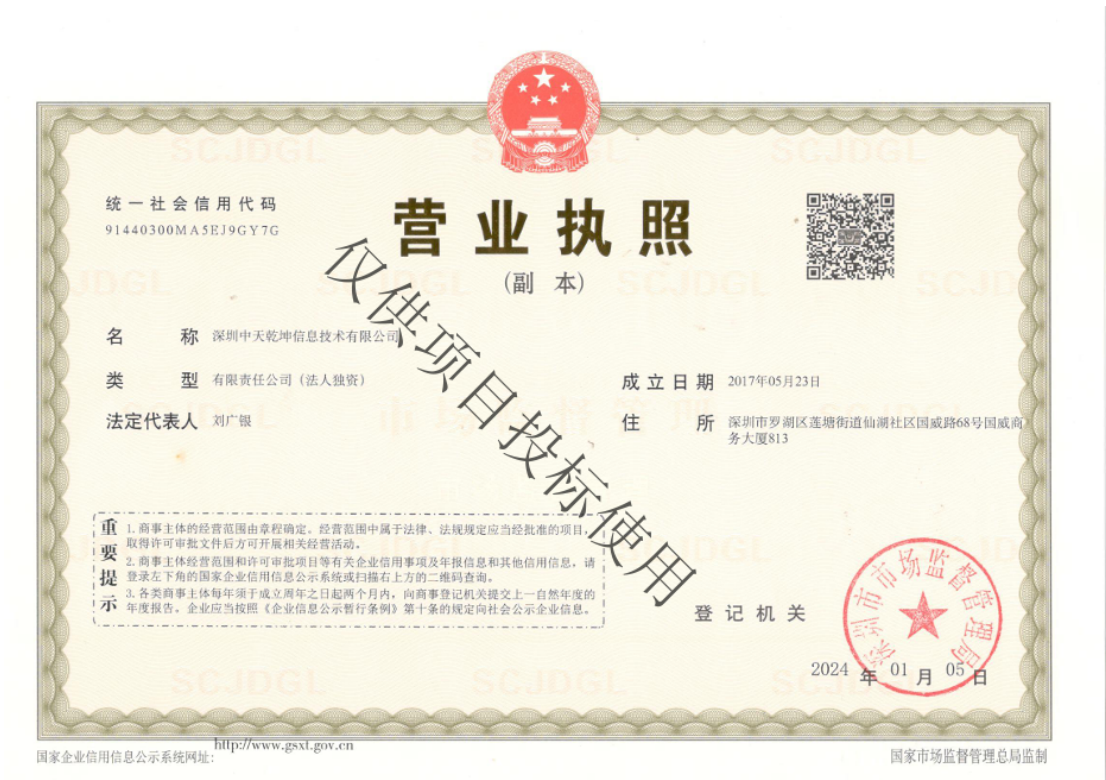 统一社会信用代码
91440300MA5EJ9GY7G
营业执照
(副 本)
名 称 深圳中天乾坤信息技术有限公司
类 型 有限责任公司（法人独资）
法定代表人 刘广银
成立日期 2017年05月23日
住 所 深圳市罗湖区莲塘街道仙湖社区国威路68号国威商
务大厦813
仅供项目投标使用
重要提示
1. 商事主体的经营范围由章程确定。经营范围中属于法律、法规规定应当经批准的项目，
取得许可审批文件后方可开展相关经营活动。
2. 商事主体经营范围和许可审批项目等有关企业信用事项及年报信息和其他信用信息，请
登录左下角的国家企业信用信息公示系统或扫描右上方的二维码查询。
3. 各类商事主体每年须于成立周年之日起两个月内，向商事登记机关提交上一自然年度的
年度报告。企业应当按照《企业信息公示暂行条例》第十条的规定向社会公示企业信息。
登记机关
深圳市市场监督管理局
2024 年 01 月 05 日
国家企业信用信息公示系统网址：http://www.gsxt.gov.cn
国家市场监督管理总局监制
SCJDGL